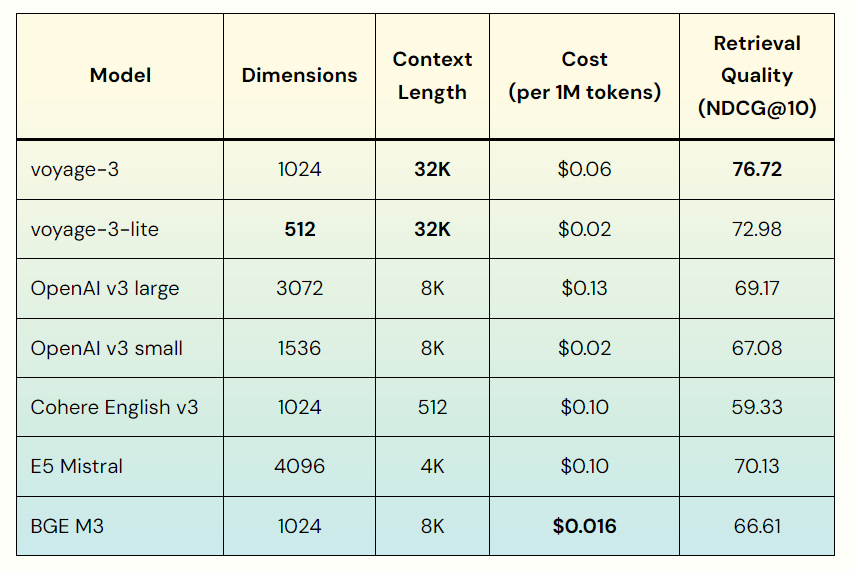 Model Dimensions Context Length Cost (per 1M tokens) Retrieval Quality (NDCG@10)
voyage-3 1024 32K $0.06 76.72
voyage-3-lite 512 32K $0.02 72.98
OpenAI v3 large 3072 8K $0.13 69.17
OpenAI v3 small 1536 8K $0.02 67.08
Cohere English v3 1024 512 $0.10 59.33
E5 Mistral 4096 4K $0.10 70.13
BGE M3 1024 8K $0.016 66.61